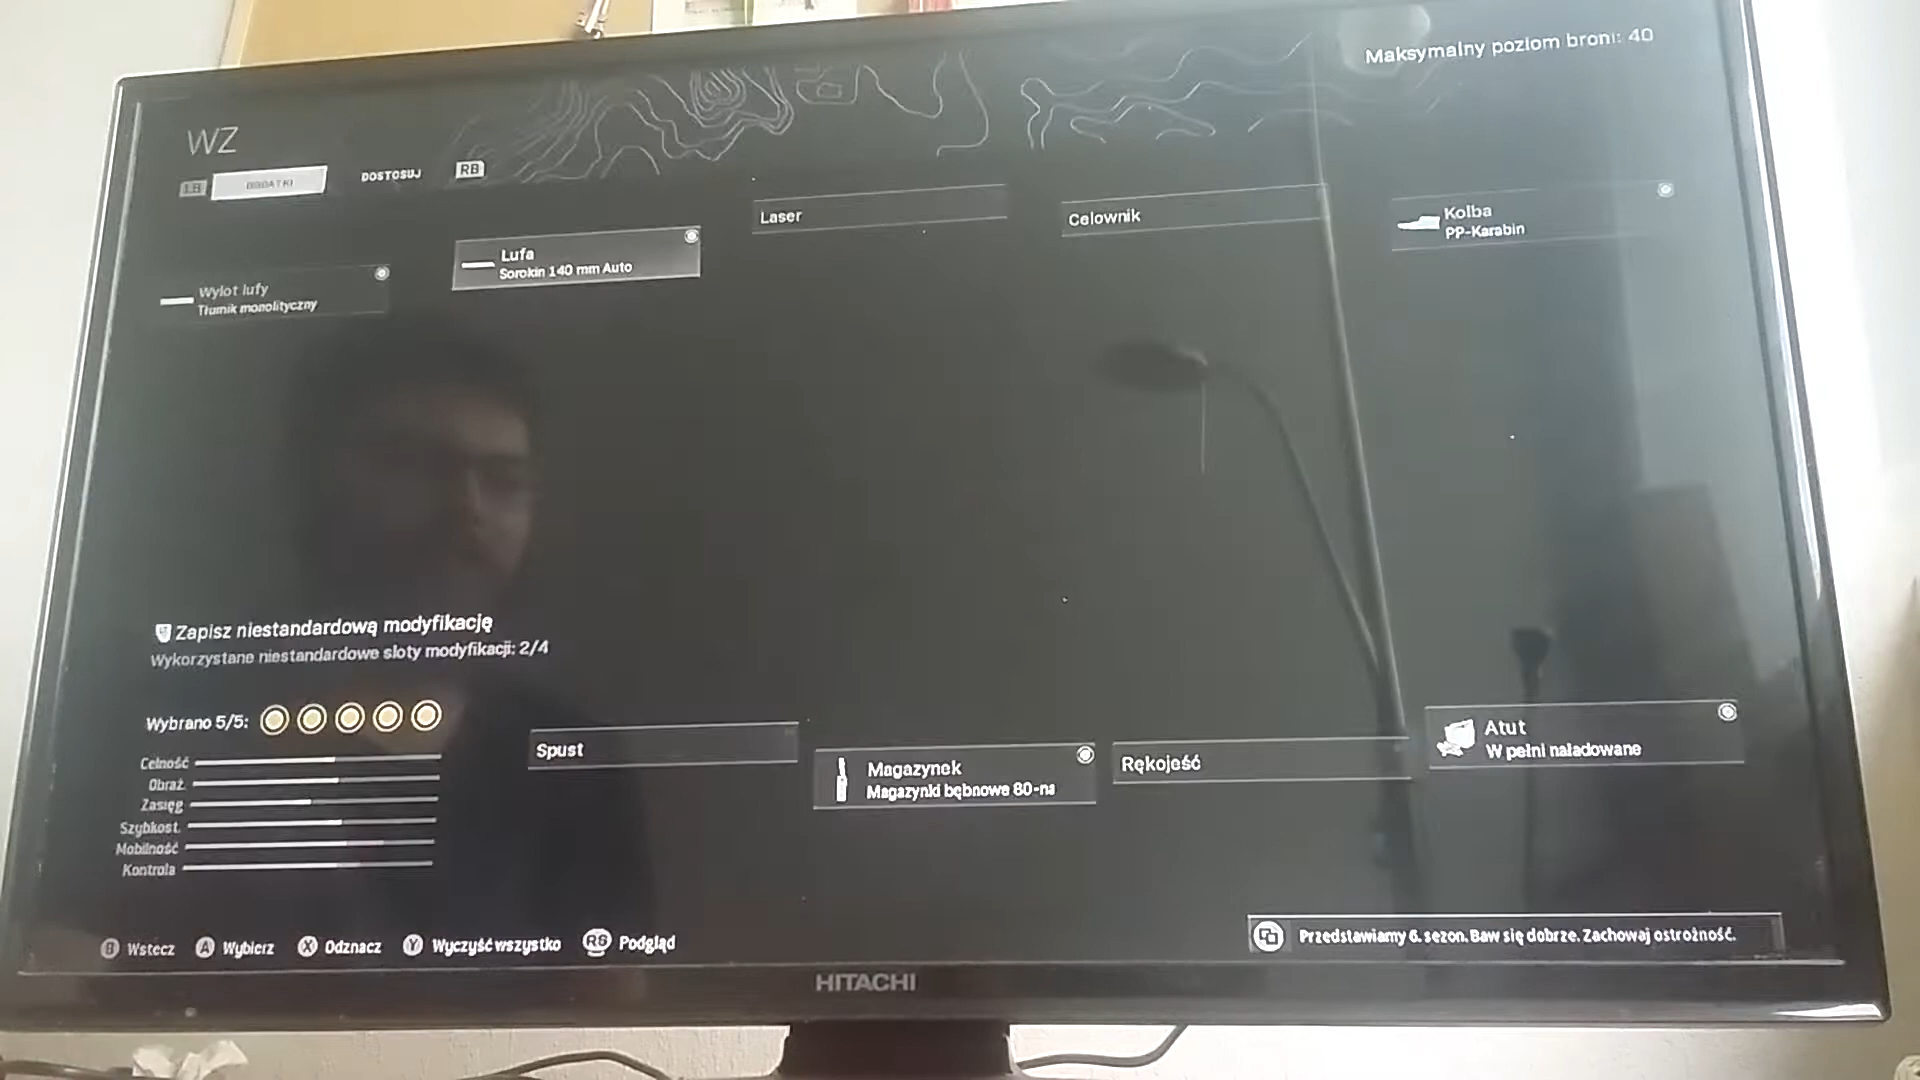 Maksymalny poziom broni: 40
WZ
LB
DODATKI
DOSTOSUJ
RB
Laser
Celownik
Kolba
PP-Karabin
Lufa
Sorokin 140 mm Auto
Wylot lufy
Tłumik monolityczny
Zapisz niestandardową modyfikację
Wykorzystane niestandardowe sloty modyfikacji: 2/4
Wybrano 5/5:
Celność
Obraż.
Zasięg
Szybkost.
Mobilność
Kontrola
Spust
Magazynek
Magazynki bębnowe 80-na
Rękojeść
Atut
W pełni naładowane
B Wstecz
A Wybierz
X Odznacz
Y Wyczyść wszystko
RS Podgląd
Przedstawiamy 6. sezon. Baw się dobrze. Zachowaj ostrożność.
HITACHI